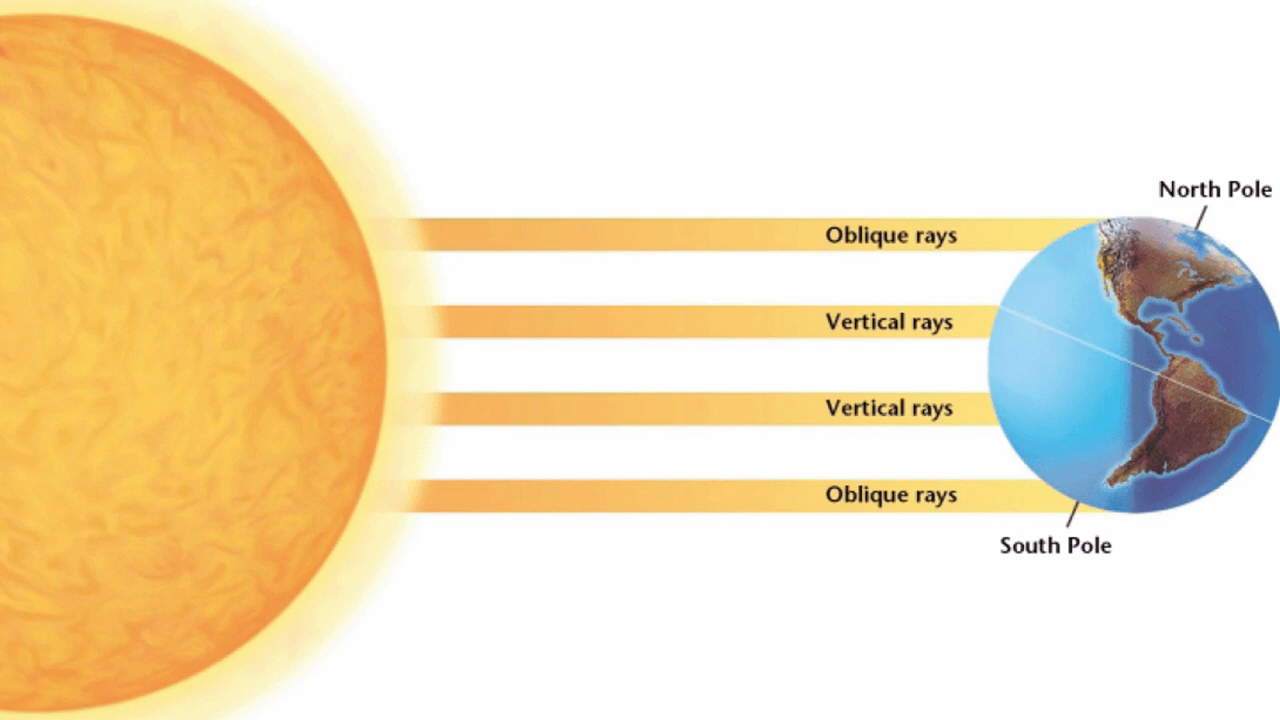 North Pole
Oblique rays
Vertical rays
Vertical rays
Oblique rays
South Pole